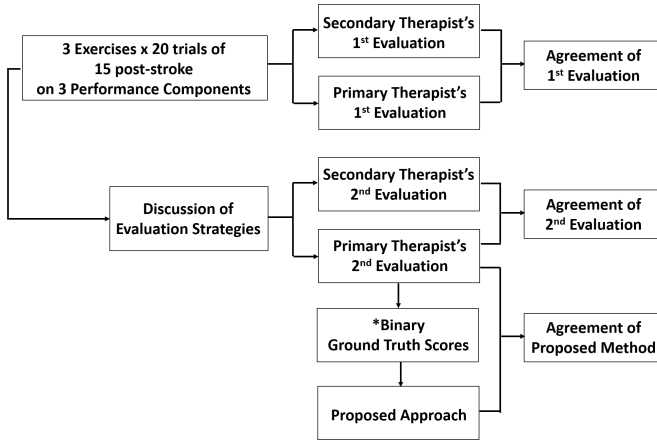 3 Exercises x 20 trials of
15 post-stroke
on 3 Performance Components
Secondary Therapist's
1st Evaluation
Primary Therapist's
1st Evaluation
Agreement of
1st Evaluation
Discussion of
Evaluation Strategies
Secondary Therapist's
2nd Evaluation
Primary Therapist's
2nd Evaluation
Agreement of
2nd Evaluation
*Binary
Ground Truth Scores
Proposed Approach
Agreement of
Proposed Method